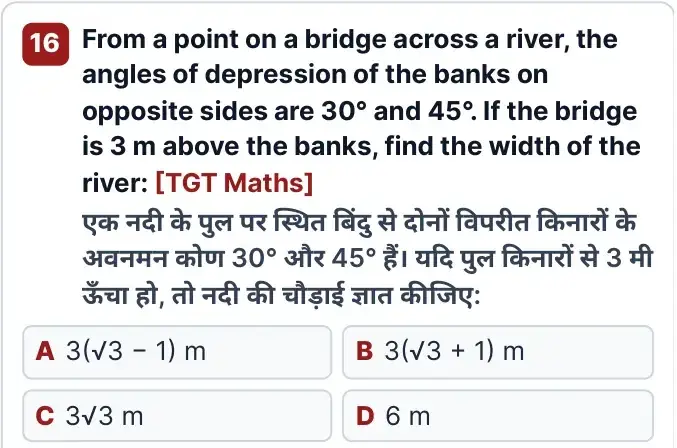 16 From a point on a bridge across a river, the
angles of depression of the banks on
opposite sides are 30° and 45°. If the bridge
is 3 m above the banks, find the width of the
river: [TGT Maths]
एक नदी के पुल पर स्थित बिंदु से दोनों विपरीत किनारों के
अवनमन कोण 30° और 45° हैं। यदि पुल किनारों से 3 मी
ऊँचा हो, तो नदी की चौड़ाई ज्ञात कीजिए:
A 3(√3 − 1) m
B 3(√3 + 1) m
C 3√3 m
D 6 m